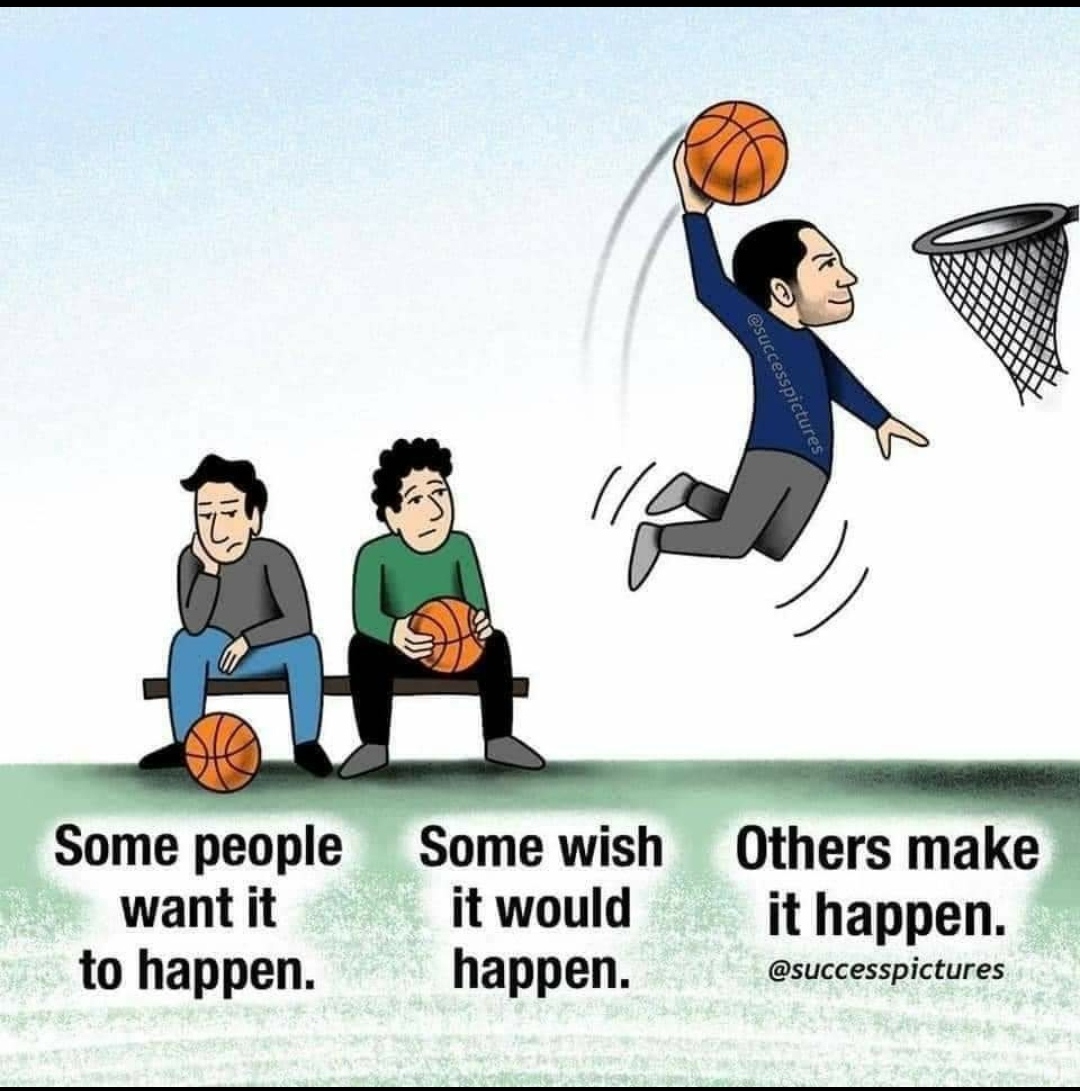 @successpictures
Some people
want it
to happen.
Some wish
it would
happen.
Others make
it happen.
@successpictures